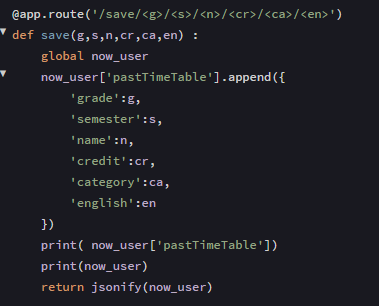 @app.route('/save/<g>/<s>/<n>/<cr>/<ca>/<en>')
def save(g,s,n,cr,ca,en) :
    global now_user
    now_user['pastTimeTable'].append({
        'grade':g,
        'semester':s,
        'name':n,
        'credit':cr,
        'category':ca,
        'english':en
    })
    print( now_user['pastTimeTable'])
    print(now_user)
    return jsonify(now_user)